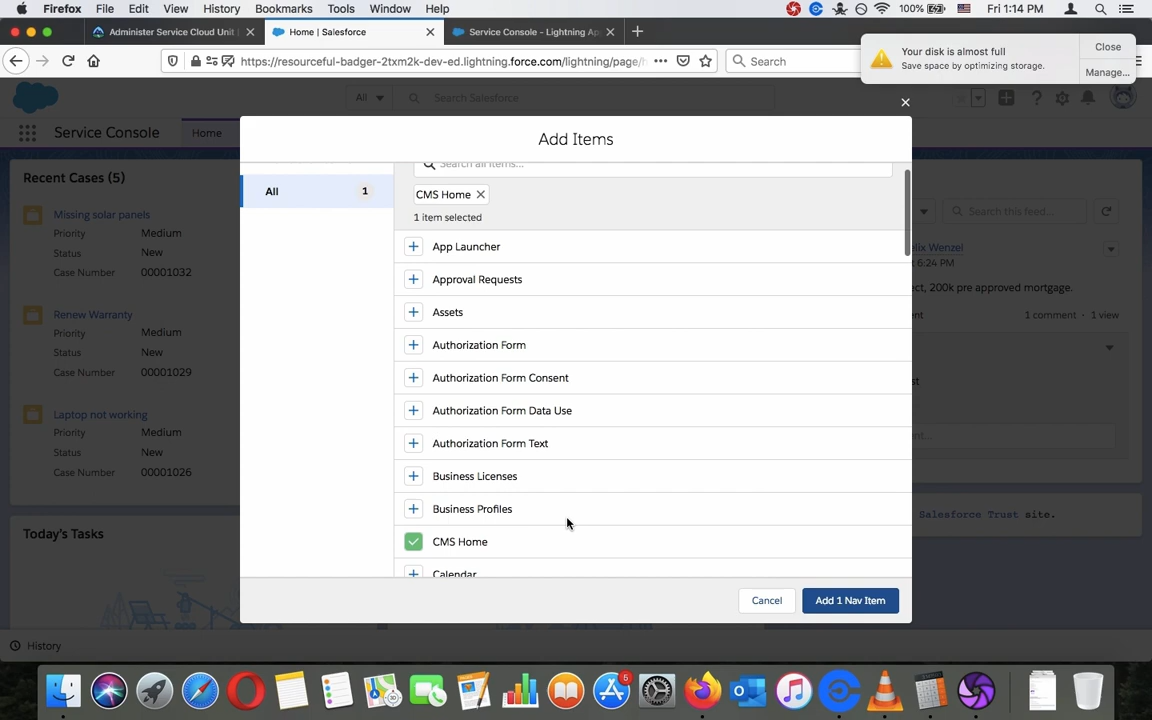 Firefox File Edit View History Bookmarks Tools Window Help 100% Fri 1:14 PM
Administer Service Cloud Unit Home | Salesforce Service Console - Lightning Ap
https://resourceful-badger-2txm2k-dev-ed.lightning.force.com/lightning/page/h Search
Your disk is almost full
Save space by optimizing storage.
Close
Manage...
All Search Salesforce
Service Console Home
Add Items
Recent Cases (5)
Missing solar panels
Priority Medium
Status New
Case Number 00001032
Renew Warranty
Priority Medium
Status New
Case Number 00001029
Laptop not working
Priority Medium
Status New
Case Number 00001026
Today's Tasks
All 1
Search all items...
CMS Home
1 item selected
App Launcher
Approval Requests
Assets
Authorization Form
Authorization Form Consent
Authorization Form Data Use
Authorization Form Text
Business Licenses
Business Profiles
CMS Home
Calendar
Cancel Add 1 Nav Item
Search this feed...
elix Wenzel
6:24 PM
ect, 200k pre approved mortgage.
1 comment · 1 view
Salesforce Trust site.
History
6